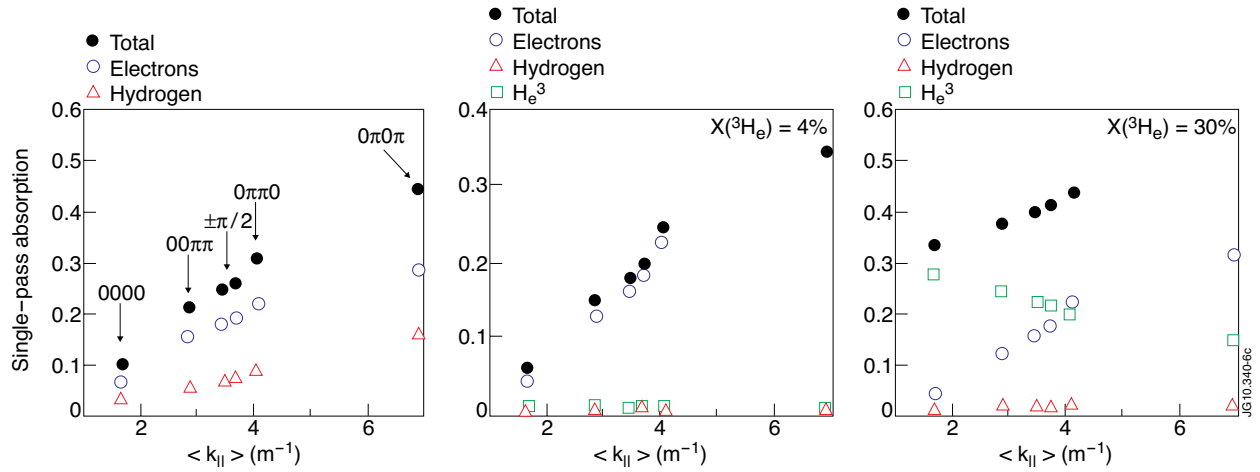 Total
Electrons
Hydrogen
0.6
0.5
0.4
0.3
0.2
0.1
0
2
4
6
Single–pass absorption
< k|| > (m⁻¹)
0000
00ππ
±π/2
0ππ0
0π0π
Total
Electrons
Hydrogen
Hₑ³
0.4
0.3
0.2
0.1
0
2
4
6
< k|| > (m⁻¹)
X(³Hₑ) = 4%
Total
Electrons
Hydrogen
Hₑ³
0.6
0.5
0.4
0.3
0.2
0.1
0
2
4
6
< k|| > (m⁻¹)
X(³Hₑ) = 30%
JG10.340-6c